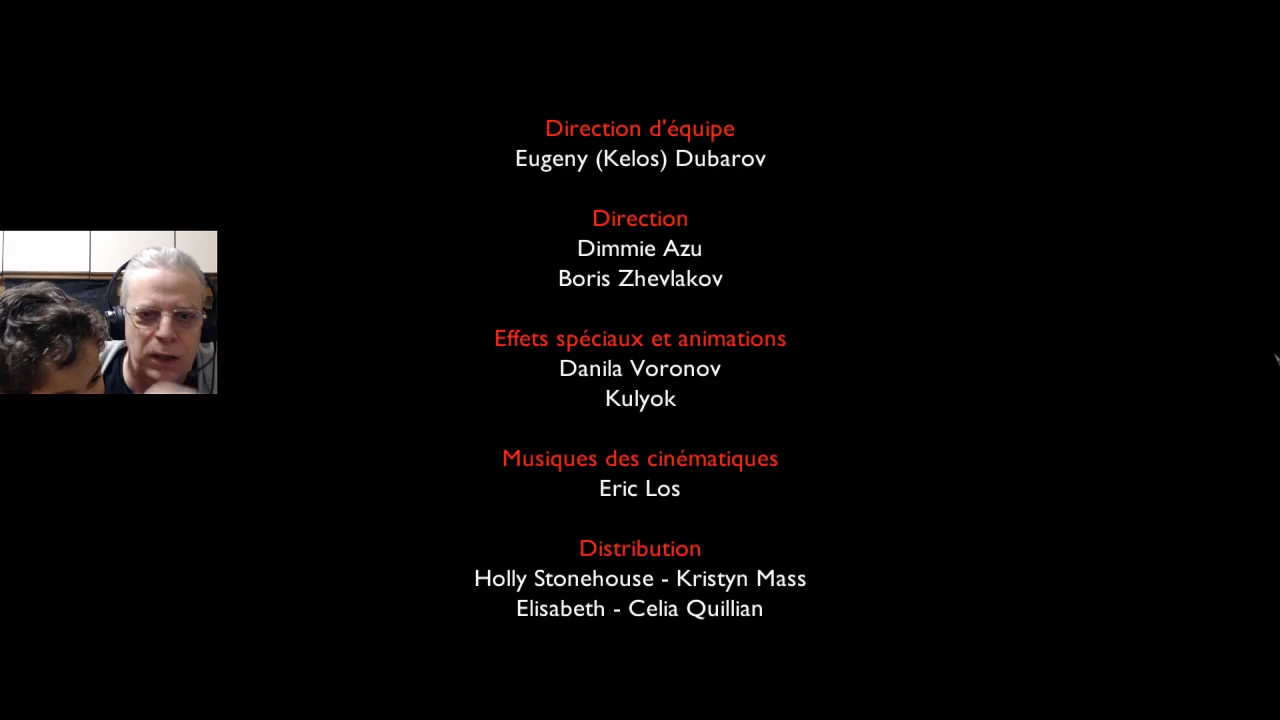 Direction d'équipe
Eugeny (Kelos) Dubarov
Direction
Dimmie Azu
Boris Zhevlakov
Effets spéciaux et animations
Danila Voronov
Kulyok
Musiques des cinématiques
Eric Los
Distribution
Holly Stonehouse - Kristyn Mass
Elisabeth - Celia Quillian